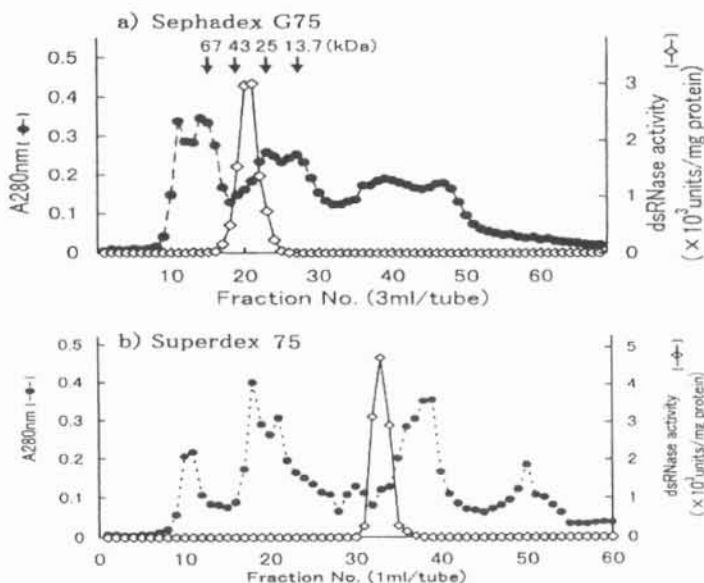 a) Sephadex G75
67 43 25 13.7 (kDa)
0.5
0.4
0.3
0.2
0.1
0
A280nm (-●-)
3
2
1
0
dsRNase activity (-◇-)
(×10³units/mg protein)
10 20 30 40 50 60
Fraction No. (3ml/tube)
b) Superdex 75
0.5
0.4
0.3
0.2
0.1
0
A280nm (-●-)
5
4
3
2
1
0
dsRNase activity (-◇-)
(×10³units/mg protein)
0 10 20 30 40 50 60
Fraction No. (1ml/tube)